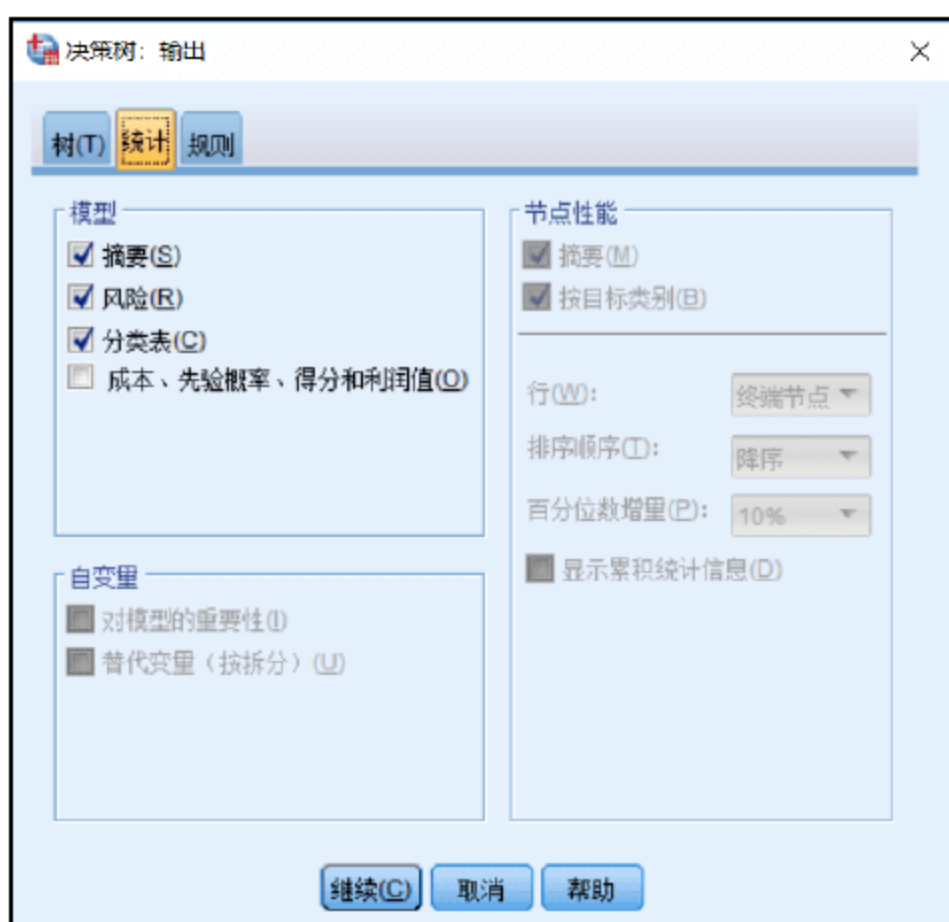 决策树：输出
树(T) 统计 规则
模型
摘要(S)
风险(R)
分类表(C)
成本、先验概率、得分和利润值(O)
自变量
对模型的重要性(I)
替代变量（按拆分）(U)
节点性能
摘要(M)
按目标类别(B)
行(W)： 终端节点
排序顺序(T)： 降序
百分位数增量(P)： 10%
显示累积统计信息(D)
继续(C) 取消 帮助